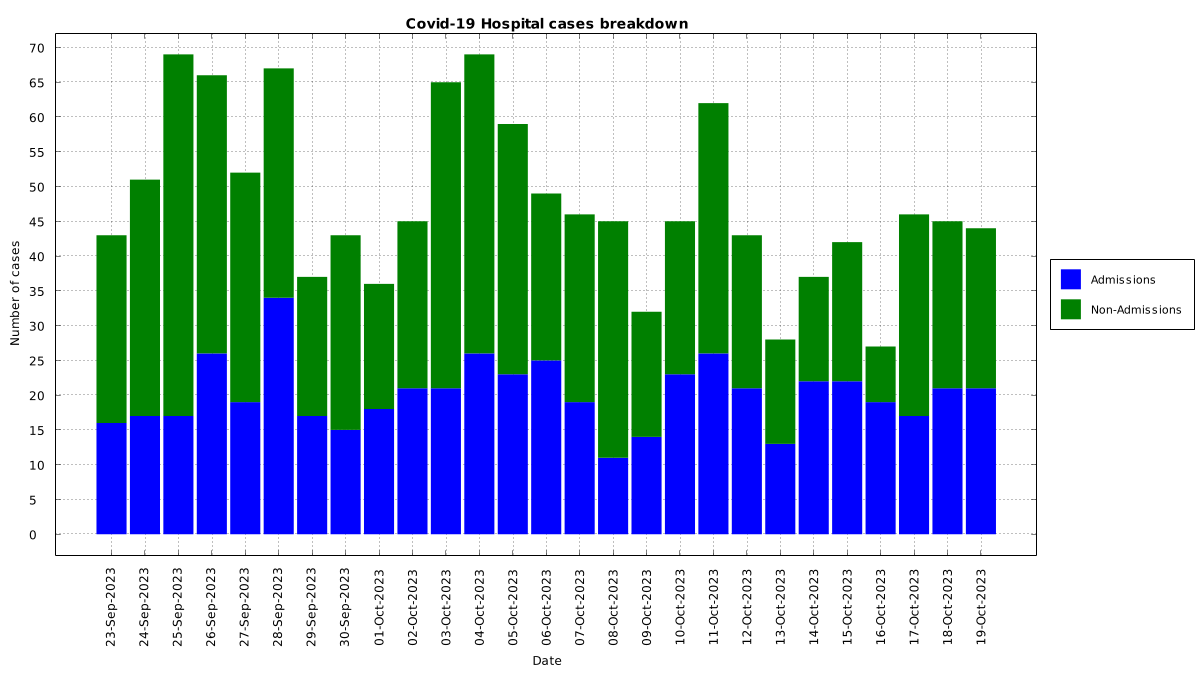 Covid-19 Hospital cases breakdown
70
65
60
55
50
45
40
35
30
25
20
15
10
5
0
Number of cases
23-Sep-2023
24-Sep-2023
25-Sep-2023
26-Sep-2023
27-Sep-2023
28-Sep-2023
29-Sep-2023
30-Sep-2023
01-Oct-2023
02-Oct-2023
03-Oct-2023
04-Oct-2023
05-Oct-2023
06-Oct-2023
07-Oct-2023
08-Oct-2023
09-Oct-2023
10-Oct-2023
11-Oct-2023
12-Oct-2023
13-Oct-2023
14-Oct-2023
15-Oct-2023
16-Oct-2023
17-Oct-2023
18-Oct-2023
19-Oct-2023
Date
Admissions
Non-Admissions